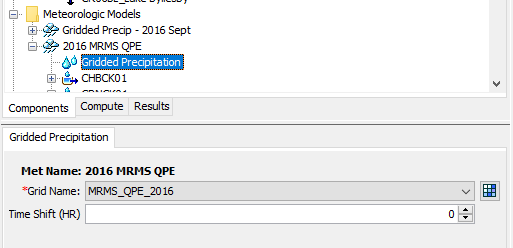 Meteorologic Models
Gridded Precip - 2016 Sept
2016 MRMS QPE
Gridded Precipitation
CHBCK01
Components Compute Results
Gridded Precipitation
Met Name: 2016 MRMS QPE
*Grid Name: MRMS_QPE_2016
Time Shift (HR) 0